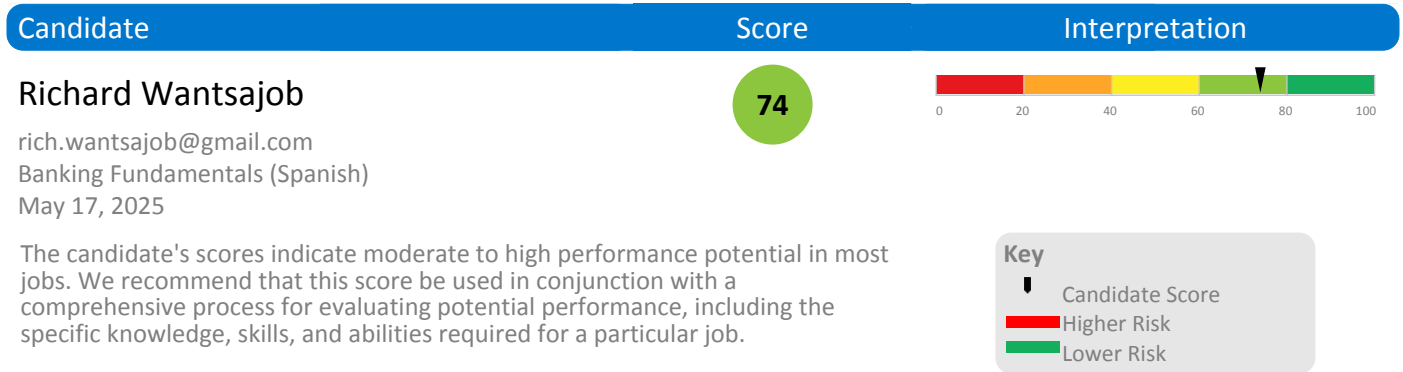 Candidate Score Interpretation
Richard Wantsajob
74
0 20 40 60 80 100
rich.wantsajob@gmail.com
Banking Fundamentals (Spanish)
May 17, 2025
The candidate's scores indicate moderate to high performance potential in most
jobs. We recommend that this score be used in conjunction with a
comprehensive process for evaluating potential performance, including the
specific knowledge, skills, and abilities required for a particular job.
Key
Candidate Score
Higher Risk
Lower Risk